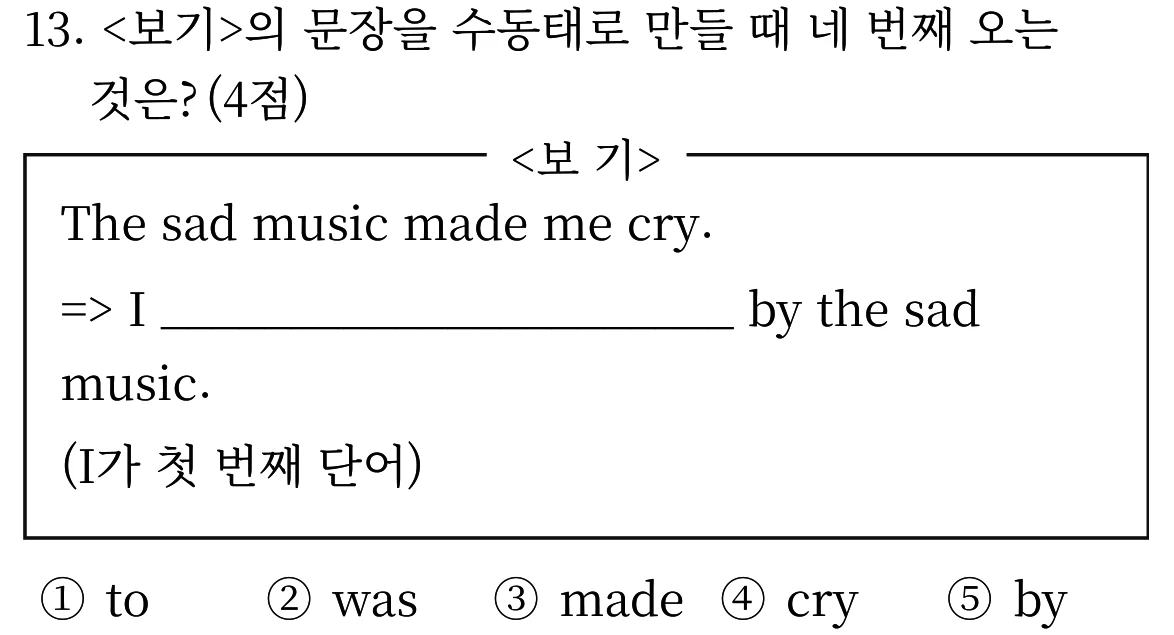 13. <보기>의 문장을 수동태로 만들 때 네 번째 오는
것은? (4점)
<보 기>
The sad music made me cry.
=> I ____________________ by the sad
music.
(I가 첫 번째 단어)
① to ② was ③ made ④ cry ⑤ by